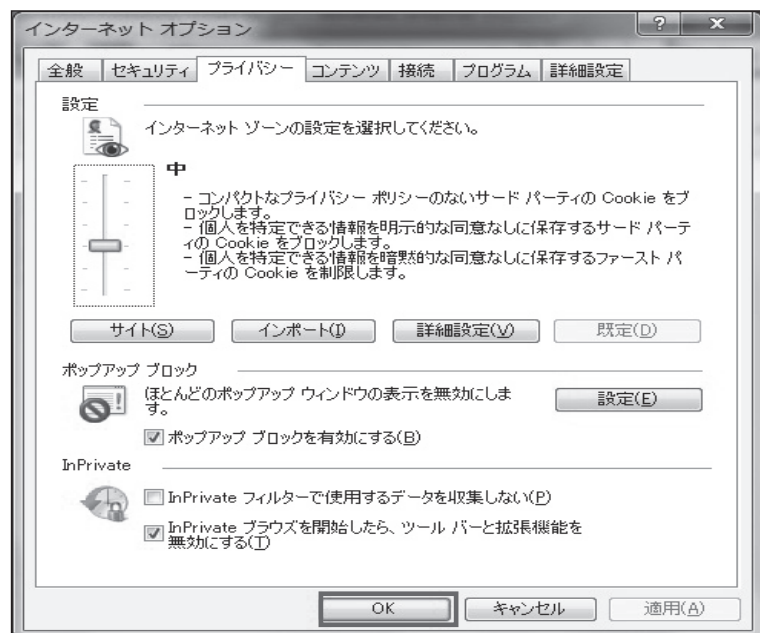 インターネット オプション
? x
全般 セキュリティ プライバシー コンテンツ 接続 プログラム 詳細設定
設定
インターネット ゾーンの設定を選択してください。
中
- コンパクトなプライバシー ポリシーのないサード パーティの Cookie をブ
ロックします。
- 個人を特定できる情報を明示的な同意なしに保存するサード パーテ
ィの Cookie をブロックします。
- 個人を特定できる情報を暗黙的な同意なしに保存するファースト パ
ーティの Cookie を制限します。
サイト(S) インポート(I) 詳細設定(V) 既定(D)
ポップアップ ブロック
ほとんどのポップアップ ウィンドウの表示を無効にしま
す。
設定(E)
ポップアップ ブロックを有効にする(B)
InPrivate
InPrivate フィルターで使用するデータを収集しない(P)
InPrivate ブラウズを開始したら、ツール バーと拡張機能を
無効にする(T)
OK キャンセル 適用(A)